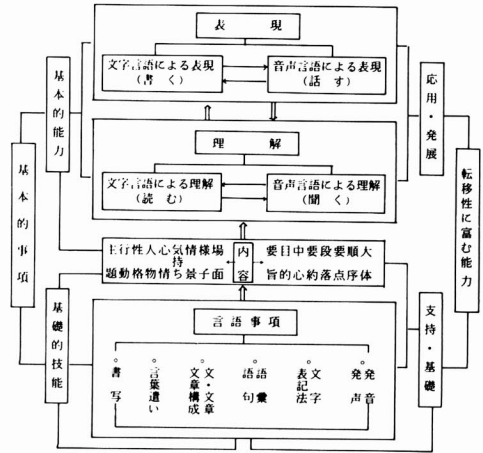 表現
文字言語による表現
(書く)
音声言語による表現
(話す)
理解
文字言語による理解
(読む)
音声言語による理解
(聞く)
基本的能力
基本的事項
基礎的技能
応用・発展
転移性に富む能力
支持・基礎
主題
行動
性格
人物
心情
気持ち
情景
様子
場面
内容
要旨
目的
中心
要約
段落
要点
順序
大体
言語事項
○発音
発声
○文字
表記法
○語彙
語句
○文・文章
文章構成
○言葉遣い
○書写